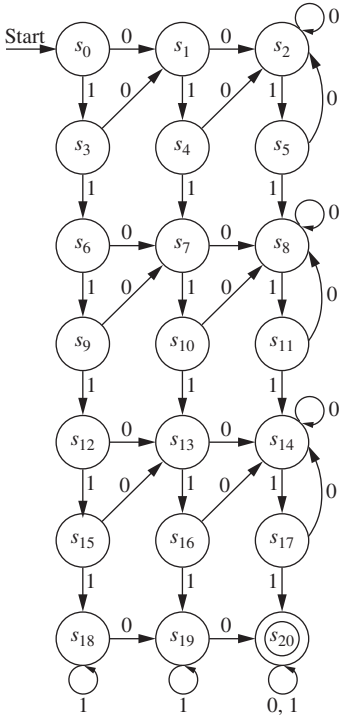 Start s0 0 s1 0 s2 0
1 0 1 0 1 0
s3 s4 s5
1 1 1 0
s6 0 s7 0 s8
1 0 1 0 1 0
s9 s10 s11
1 1 1 0
s12 0 s13 0 s14
1 0 1 0 1 0
s15 s16 s17
1 1 1
s18 0 s19 0 s20
1 1 0, 1